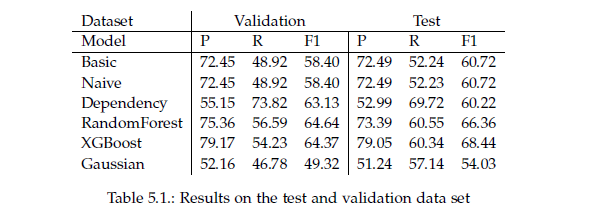 Dataset Validation Test
Model P R F1 P R F1
Basic 72.45 48.92 58.40 72.49 52.24 60.72
Naive 72.45 48.92 58.40 72.49 52.23 60.72
Dependency 55.15 73.82 63.13 52.99 69.72 60.22
RandomForest 75.36 56.59 64.64 73.39 60.55 66.36
XGBoost 79.17 54.23 64.37 79.05 60.34 68.44
Gaussian 52.16 46.78 49.32 51.24 57.14 54.03
Table 5.1.: Results on the test and validation data set